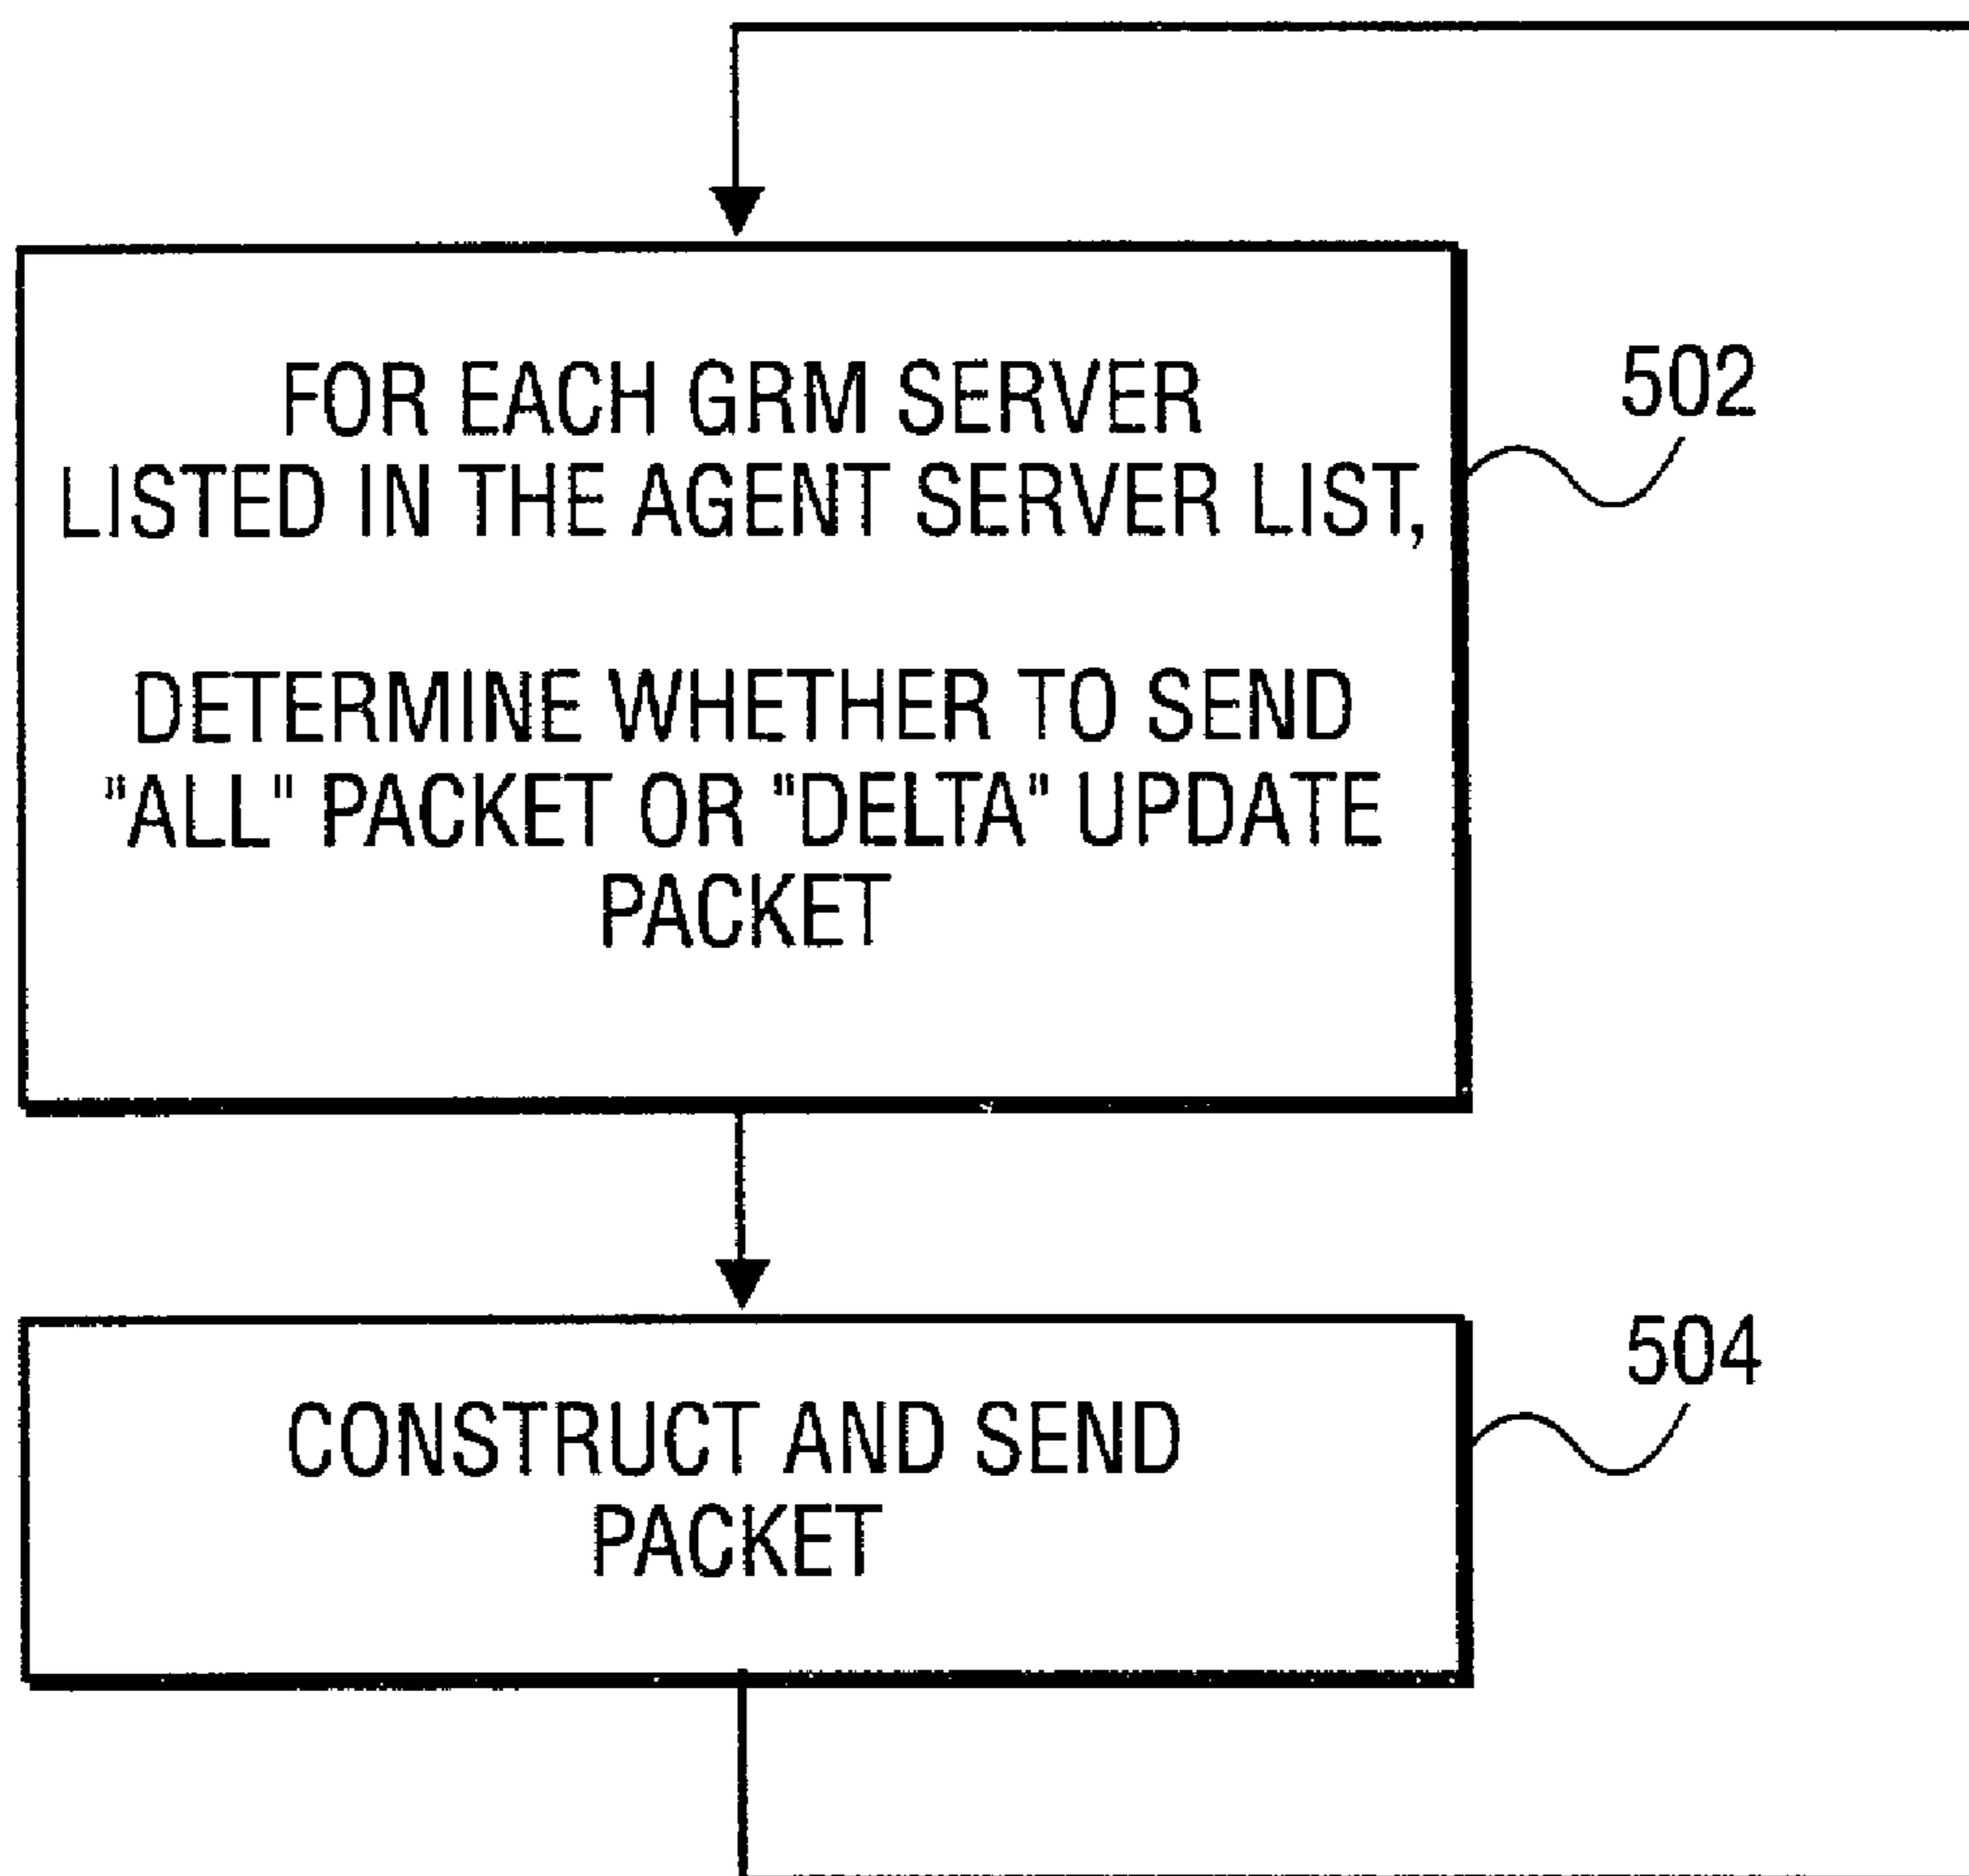 FOR EACH GRM SERVER
LISTED IN THE AGENT SERVER LIST,
502
DETERMINE WHETHER TO SEND
"ALL" PACKET OR "DELTA" UPDATE
PACKET
504
CONSTRUCT AND SEND
PACKET